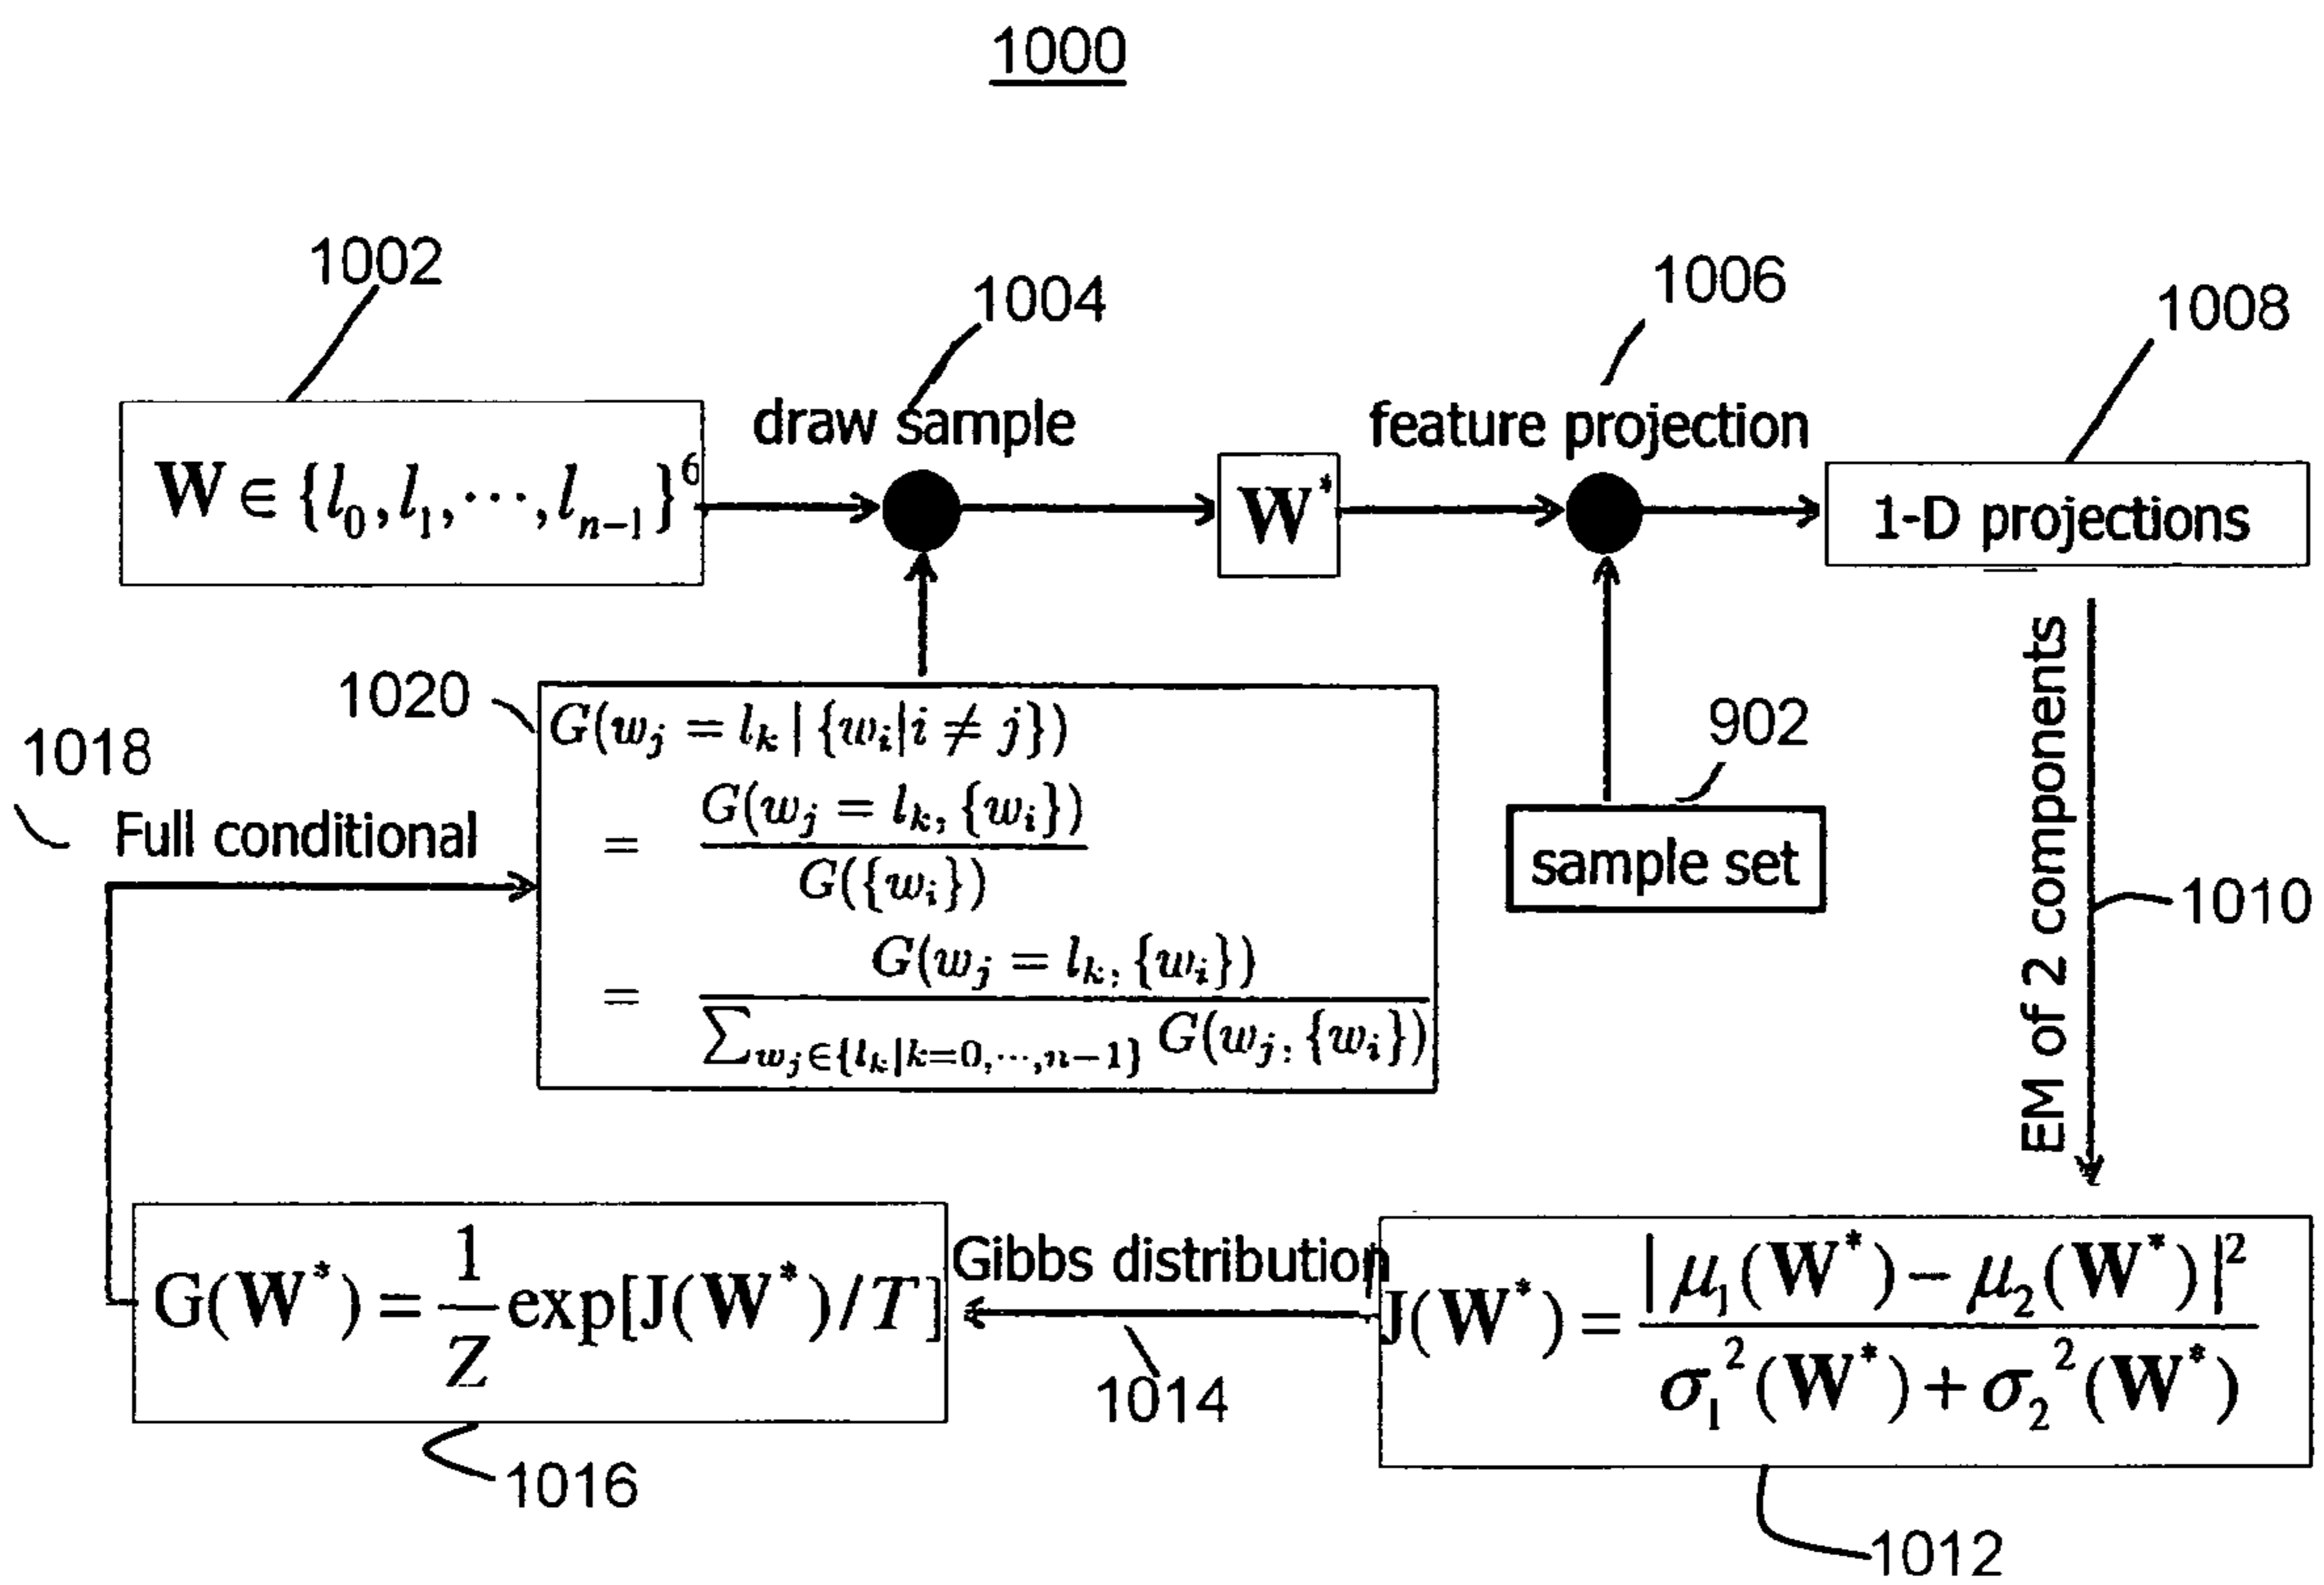 1000
1002
1004
1006
1008
draw sample
feature projection
W ∈ {l₀, l₁, ⋯, lₙ₋₁}⁶
W*
1-D projections
1020
G(wⱼ = lₖ | {wᵢ|i ≠ j})
= G(wⱼ = lₖ, {wᵢ}) / G({wᵢ})
= G(wⱼ = lₖ, {wᵢ}) / ∑_{wⱼ∈{lₖ|k=0,⋯,n−1}} G(wⱼ, {wᵢ})
1018
Full conditional
902
sample set
EM of 2 components
1010
G(W*) = 1/Z exp[J(W*)/T]
Gibbs distribution
1014
J(W*) = |μ₁(W*) − μ₂(W*)|² / σ₁²(W*) + σ₂²(W*)
1016
1012